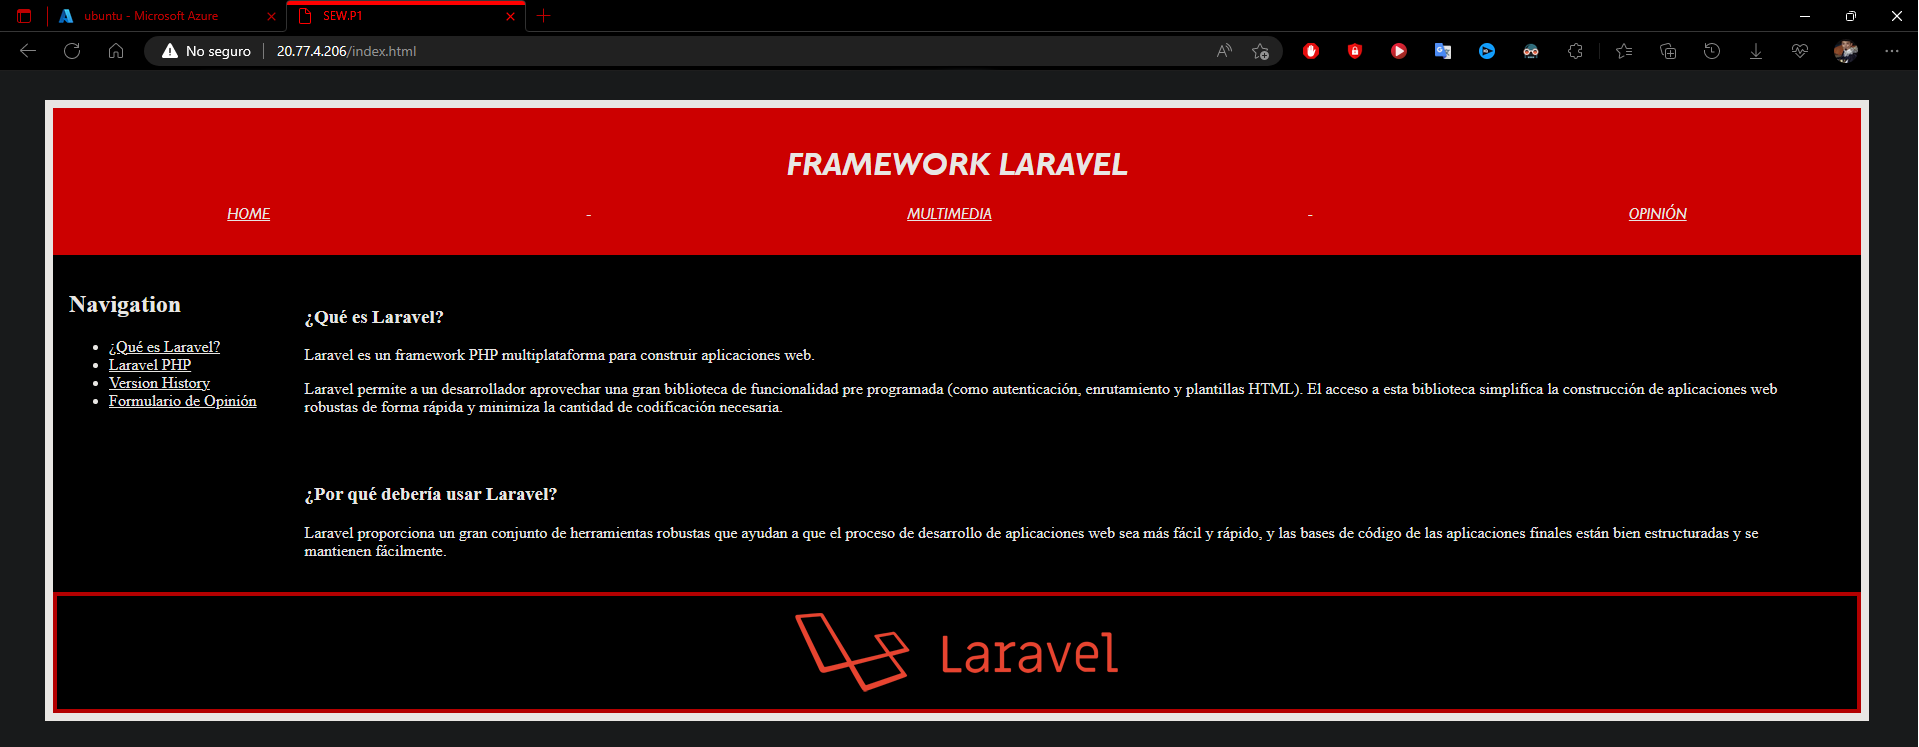 ubuntu - Microsoft Azure
SEW.P1
No seguro
20.77.4.206/index.html
FRAMEWORK LARAVEL
HOME - MULTIMEDIA - OPINIÓN
Navigation
¿Qué es Laravel?
Laravel PHP
Version History
Formulario de Opinión
¿Qué es Laravel?
Laravel es un framework PHP multiplataforma para construir aplicaciones web.
Laravel permite a un desarrollador aprovechar una gran biblioteca de funcionalidad pre programada (como autenticación, enrutamiento y plantillas HTML). El acceso a esta biblioteca simplifica la construcción de aplicaciones web
robustas de forma rápida y minimiza la cantidad de codificación necesaria.
¿Por qué debería usar Laravel?
Laravel proporciona un gran conjunto de herramientas robustas que ayudan a que el proceso de desarrollo de aplicaciones web sea más fácil y rápido, y las bases de código de las aplicaciones finales están bien estructuradas y se
mantienen fácilmente.
Laravel